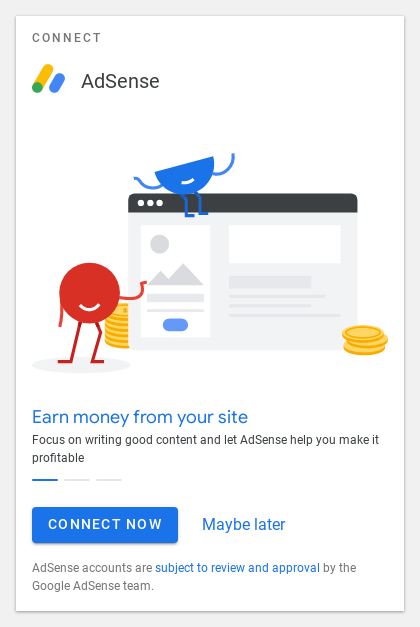 CONNECT
AdSense
Earn money from your site
Focus on writing good content and let AdSense help you make it
profitable
CONNECT NOW Maybe later
AdSense accounts are subject to review and approval by the
Google AdSense team.